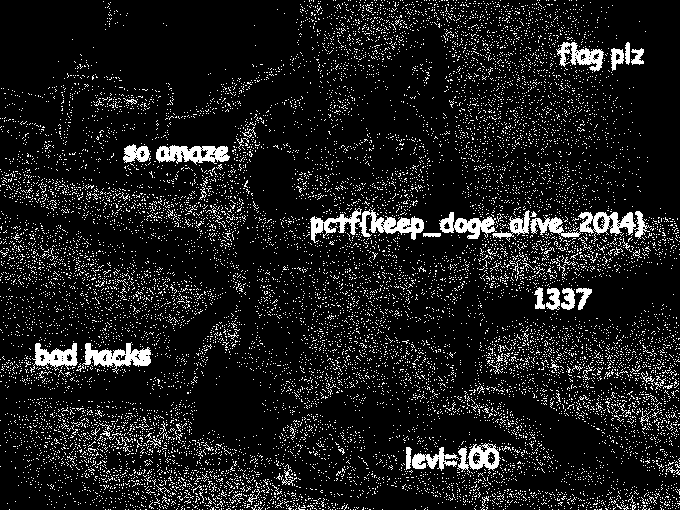 flag plz
so amaze
pctf{keep_doge_alive_2014}
1337
bad hacks
levl=100